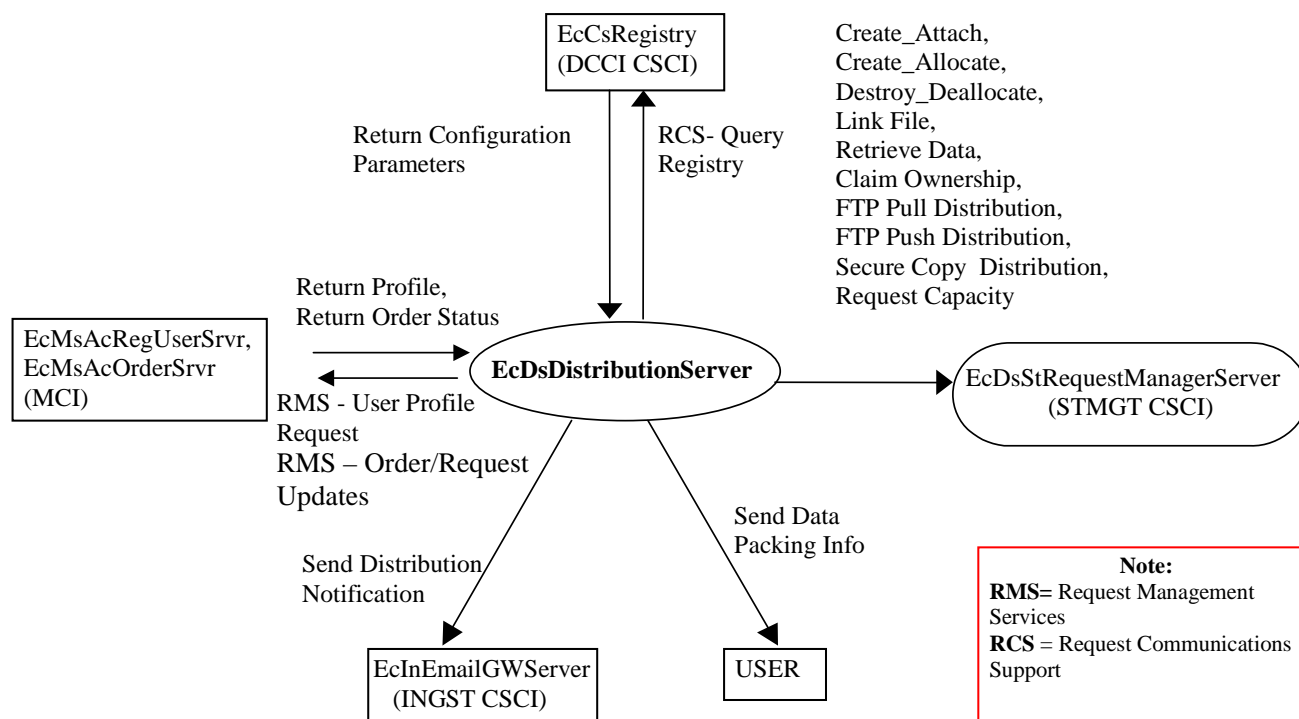 EcCsRegistry
(DCCI CSCI)
Create_Attach,
Create_Allocate,
Destroy_Deallocate,
Link File,
Retrieve Data,
Claim Ownership,
FTP Pull Distribution,
FTP Push Distribution,
Secure Copy Distribution,
Request Capacity
Return Configuration
Parameters
RCS- Query
Registry
Return Profile,
Return Order Status
EcMsAcRegUserSrvr,
EcMsAcOrderSrvr
(MCI)
EcDsDistributionServer
EcDsStRequestManagerServer
(STMGT CSCI)
RMS - User Profile
Request
RMS – Order/Request
Updates
Send Distribution
Notification
Send Data
Packing Info
EcInEmailGWServer
(INGST CSCI)
USER
Note:
RMS= Request Management
Services
RCS = Request Communications
Support